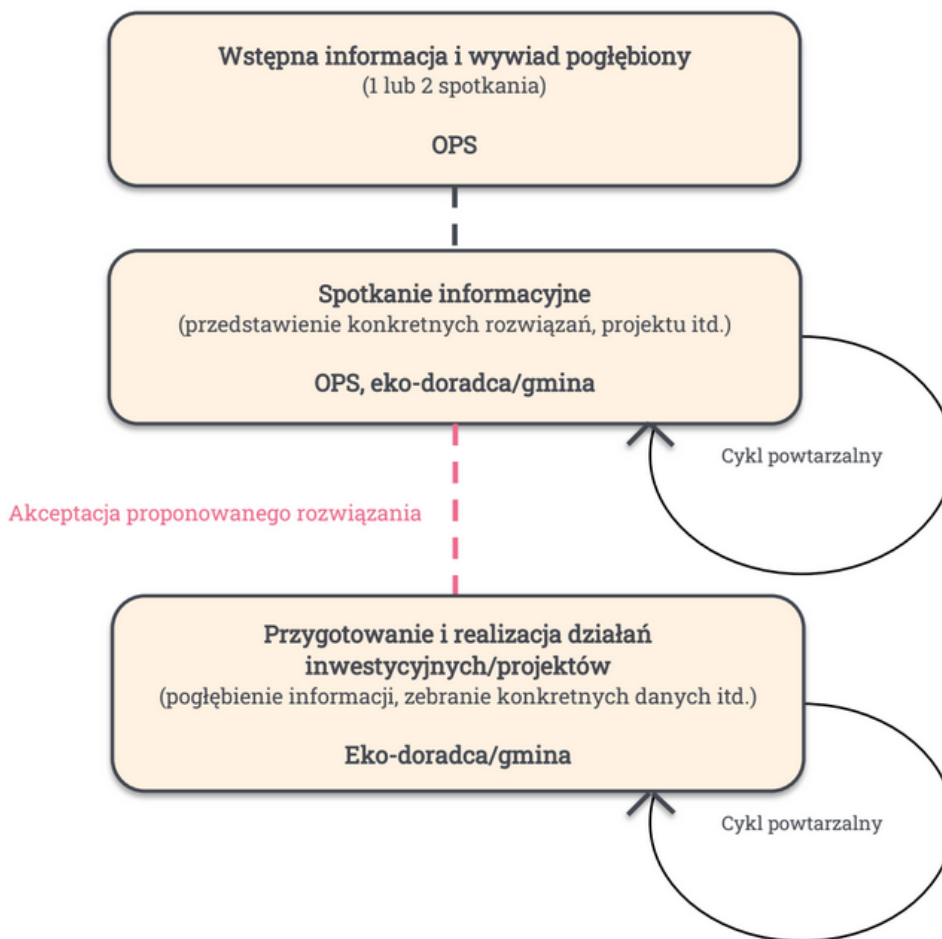 Wstępna informacja i wywiad pogłębiony
(1 lub 2 spotkania)
OPS
Spotkanie informacyjne
(przedstawienie konkretnych rozwiązań, projektu itd.)
OPS, eko-doradca/gmina
Cykl powtarzalny
Akceptacja proponowanego rozwiązania
Przygotowanie i realizacja działań
inwestycyjnych/projektów
(pogłębienie informacji, zebranie konkretnych danych itd.)
Eko-doradca/gmina
Cykl powtarzalny